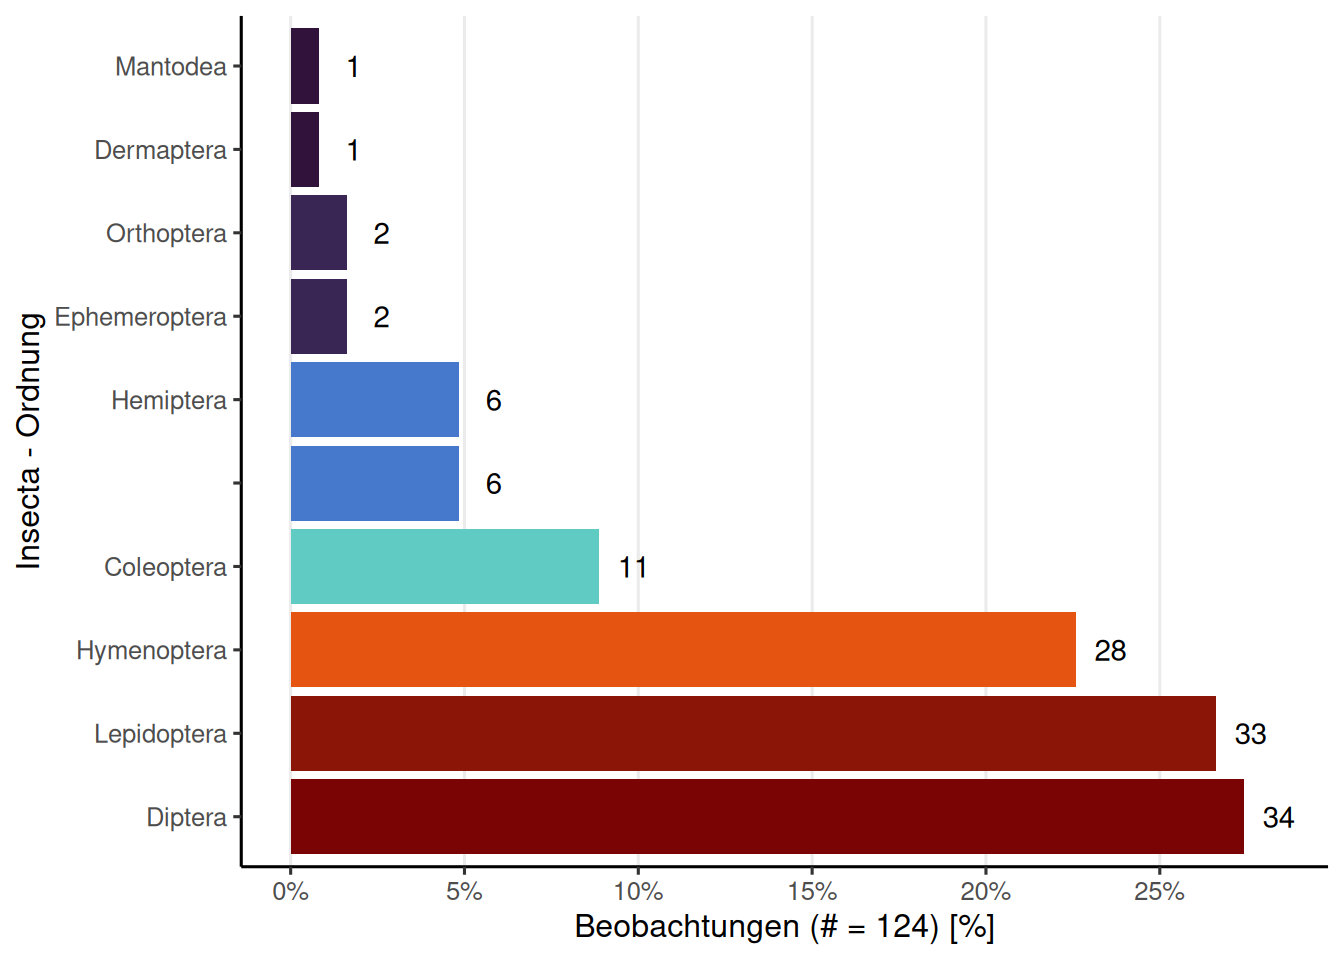 Insecta - Ordnung
Mantodea 1
Dermaptera 1
Orthoptera 2
Ephemeroptera 2
Hemiptera 6
6
Coleoptera 11
Hymenoptera 28
Lepidoptera 33
Diptera 34
0% 5% 10% 15% 20% 25%
Beobachtungen (# = 124) [%]